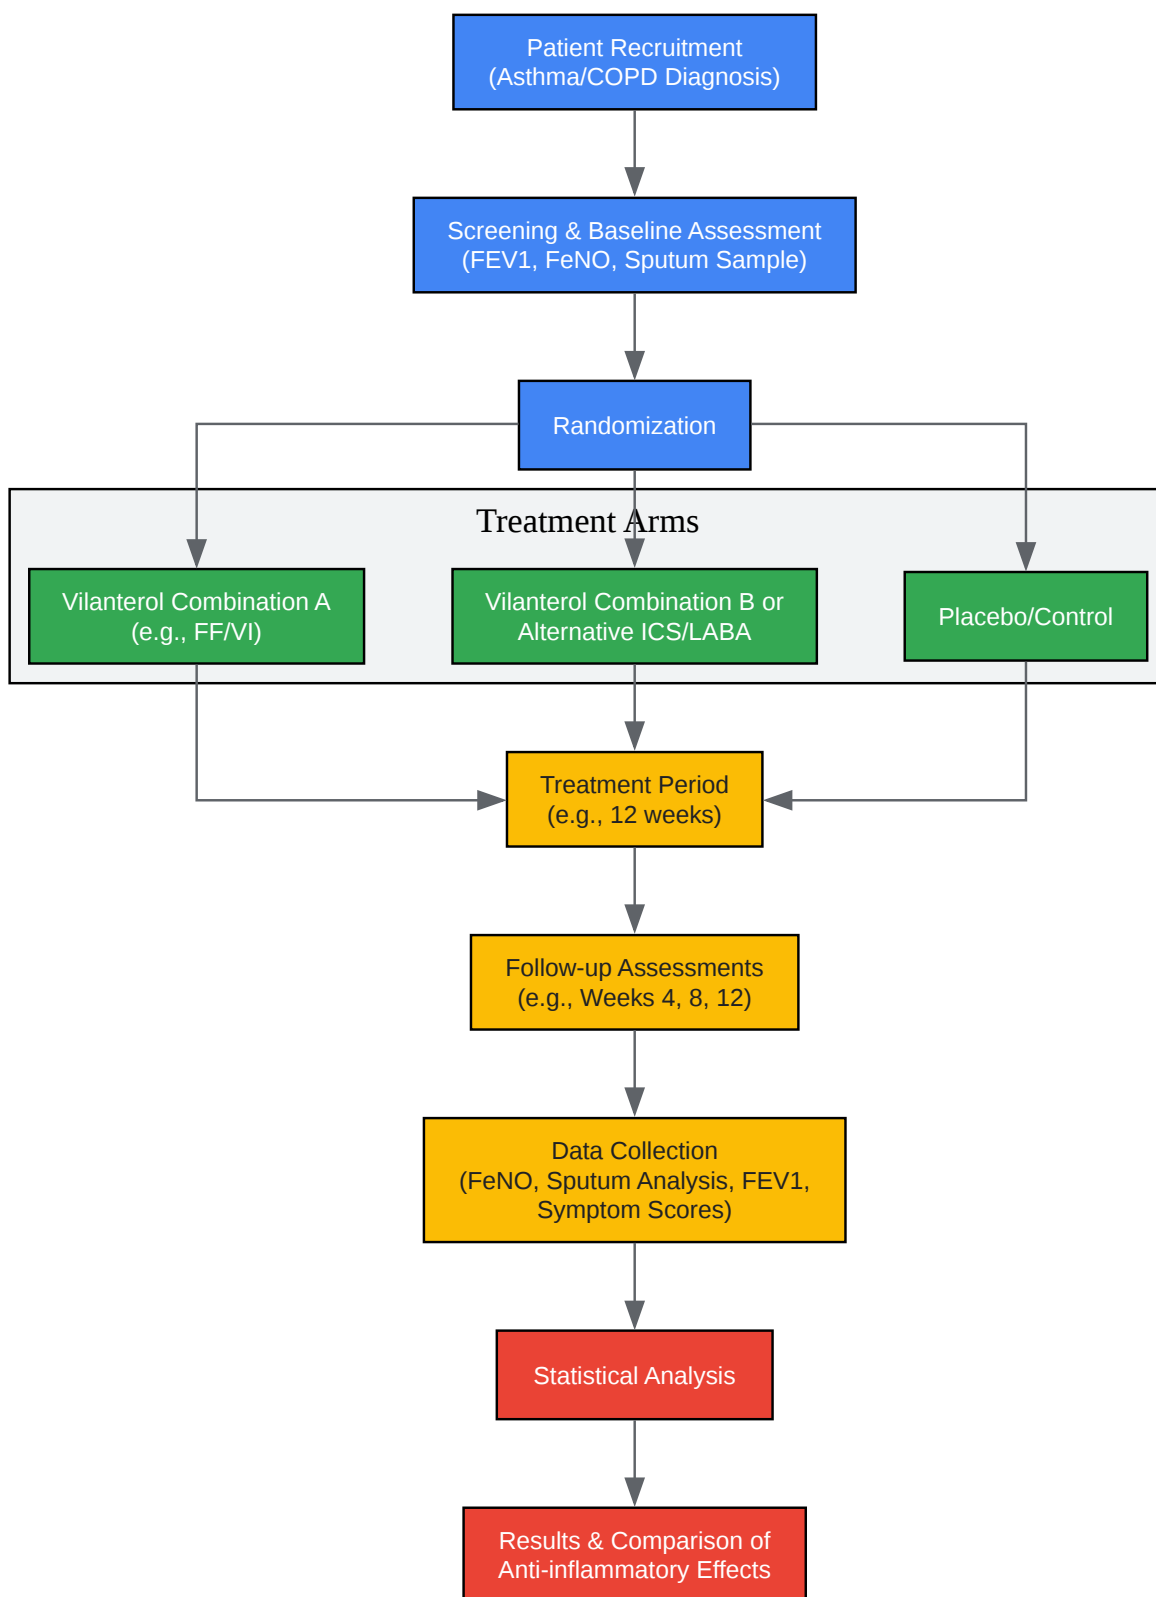 Patient Recruitment
(Asthma/COPD Diagnosis)
Screening & Baseline Assessment
(FEV1, FeNO, Sputum Sample)
Randomization
Treatment Arms
Vilanterol Combination A
(e.g., FF/VI)
Vilanterol Combination B or
Alternative ICS/LABA
Placebo/Control
Treatment Period
(e.g., 12 weeks)
Follow-up Assessments
(e.g., Weeks 4, 8, 12)
Data Collection
(FeNO, Sputum Analysis, FEV1,
Symptom Scores)
Statistical Analysis
Results & Comparison of
Anti-inflammatory Effects